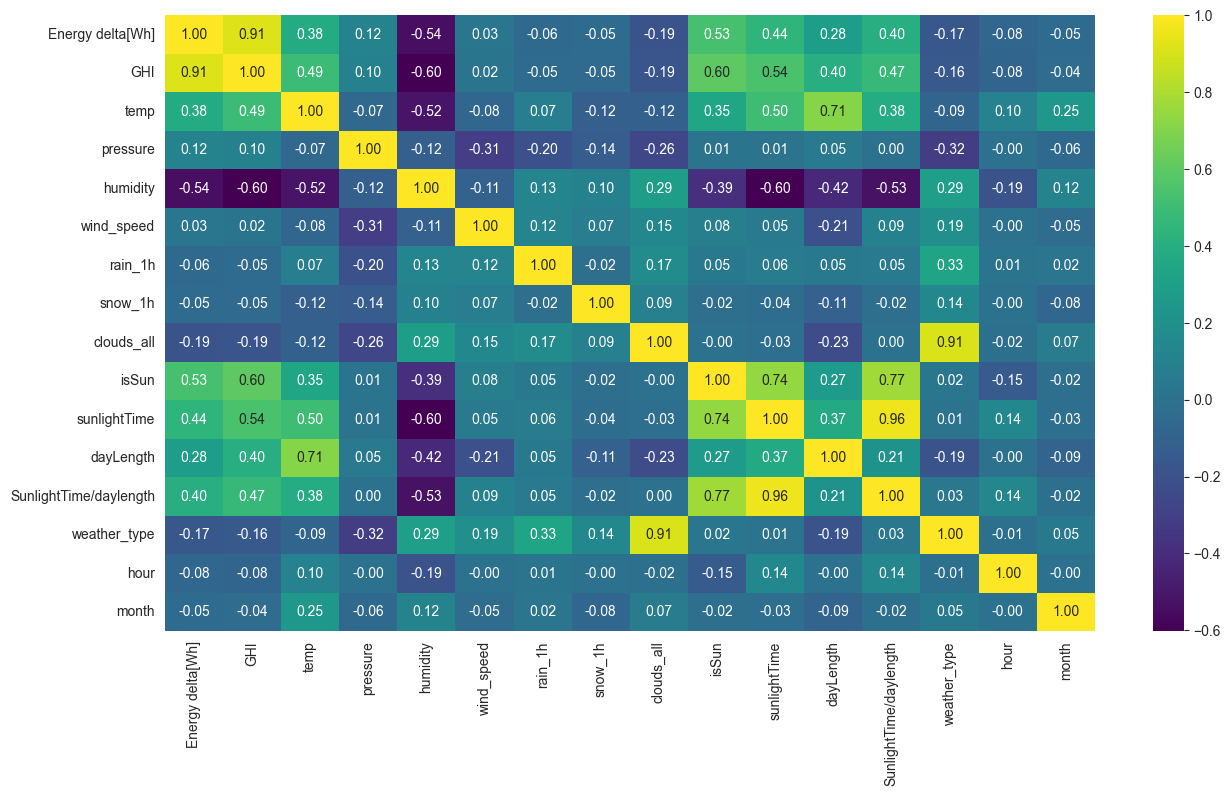 Energy delta[Wh] 1.00 0.91 0.38 0.12 -0.54 0.03 -0.06 -0.05 -0.19 0.53 0.44 0.28 0.40 -0.17 -0.08 -0.05
GHI 0.91 1.00 0.49 0.10 -0.60 0.02 -0.05 -0.05 -0.19 0.60 0.54 0.40 0.47 -0.16 -0.08 -0.04
temp 0.38 0.49 1.00 -0.07 -0.52 -0.08 0.07 -0.12 -0.12 0.35 0.50 0.71 0.38 -0.09 0.10 0.25
pressure 0.12 0.10 -0.07 1.00 -0.12 -0.31 -0.20 -0.14 -0.26 0.01 0.01 0.05 0.00 -0.32 -0.00 -0.06
humidity -0.54 -0.60 -0.52 -0.12 1.00 -0.11 0.13 0.10 0.29 -0.39 -0.60 -0.42 -0.53 0.29 -0.19 0.12
wind_speed 0.03 0.02 -0.08 -0.31 -0.11 1.00 0.12 0.07 0.15 0.08 0.05 -0.21 0.09 0.19 -0.00 -0.05
rain_1h -0.06 -0.05 0.07 -0.20 0.13 0.12 1.00 -0.02 0.17 0.05 0.06 0.05 0.05 0.33 0.01 0.02
snow_1h -0.05 -0.05 -0.12 -0.14 0.10 0.07 -0.02 1.00 0.09 -0.02 -0.04 -0.11 -0.02 0.14 -0.00 -0.08
clouds_all -0.19 -0.19 -0.12 -0.26 0.29 0.15 0.17 0.09 1.00 -0.00 -0.03 -0.23 0.00 0.91 -0.02 0.07
isSun 0.53 0.60 0.35 0.01 -0.39 0.08 0.05 -0.02 -0.00 1.00 0.74 0.27 0.77 0.02 -0.15 -0.02
sunlightTime 0.44 0.54 0.50 0.01 -0.60 0.05 0.06 -0.04 -0.03 0.74 1.00 0.37 0.96 0.01 0.14 -0.03
dayLength 0.28 0.40 0.71 0.05 -0.42 -0.21 0.05 -0.11 -0.23 0.27 0.37 1.00 0.21 -0.19 -0.00 -0.09
SunlightTime/daylength 0.40 0.47 0.38 0.00 -0.53 0.09 0.05 -0.02 0.00 0.77 0.96 0.21 1.00 0.03 0.14 -0.02
weather_type -0.17 -0.16 -0.09 -0.32 0.29 0.19 0.33 0.14 0.91 0.02 0.01 -0.19 0.03 1.00 -0.01 0.05
hour -0.08 -0.08 0.10 -0.00 -0.19 -0.00 0.01 -0.00 -0.02 -0.15 0.14 -0.00 0.14 -0.01 1.00 -0.00
month -0.05 -0.04 0.25 -0.06 0.12 -0.05 0.02 -0.08 0.07 -0.02 -0.03 -0.09 -0.02 0.05 -0.00 1.00
Energy delta[Wh]
GHI
temp
pressure
humidity
wind_speed
rain_1h
snow_1h
clouds_all
isSun
sunlightTime
dayLength
SunlightTime/daylength
weather_type
hour
month
1.0
0.8
0.6
0.4
0.2
0.0
−0.2
−0.4
−0.6